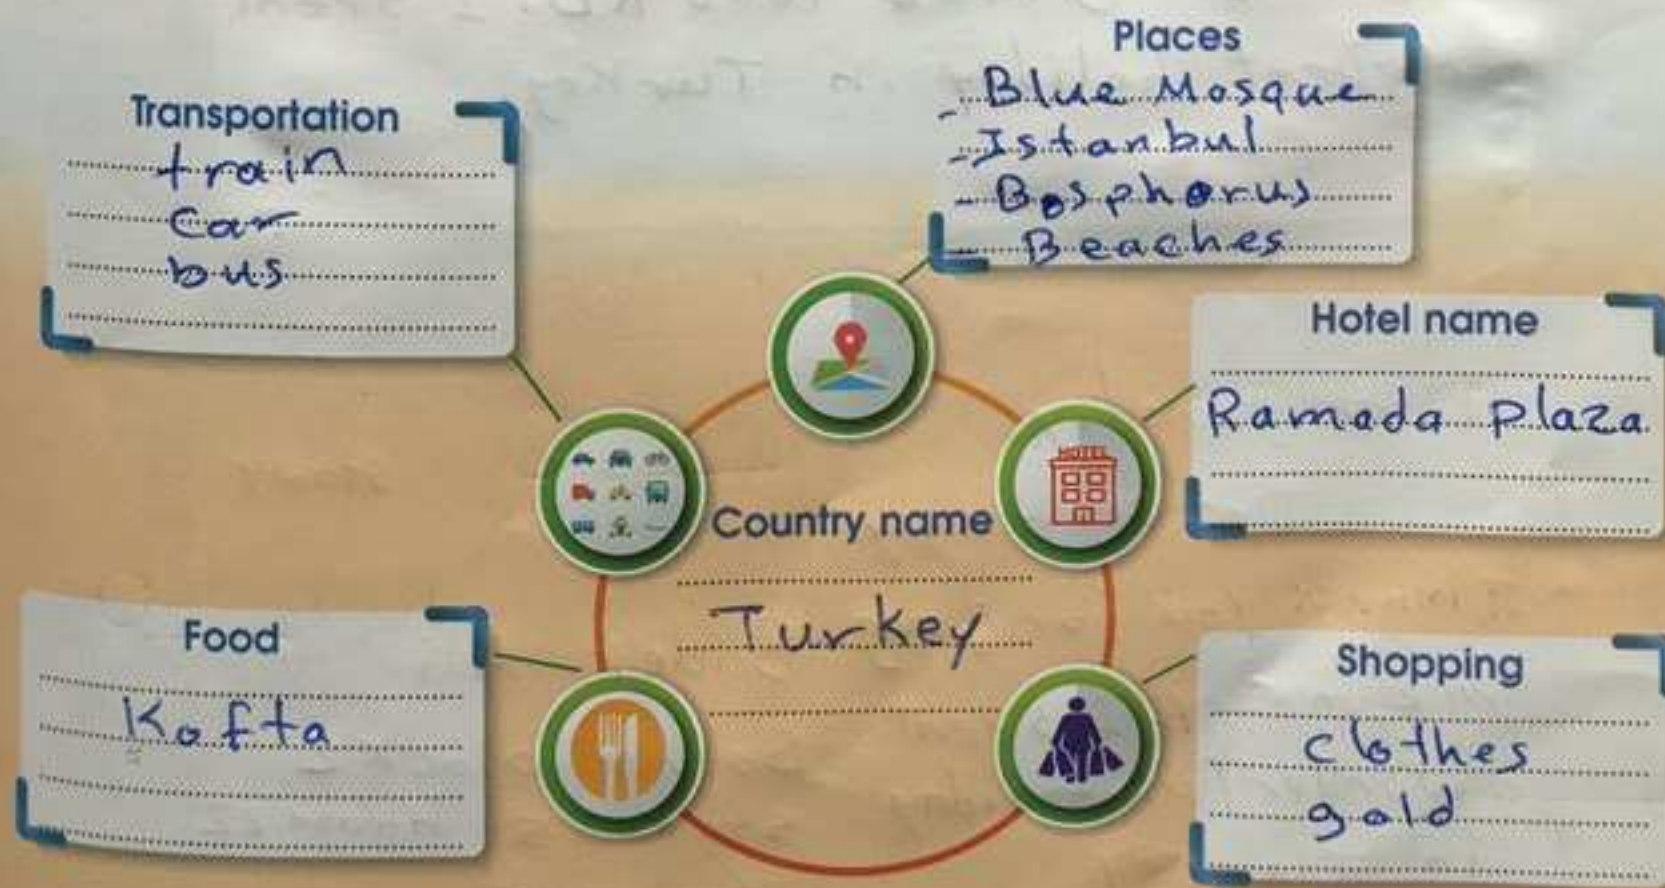 Places
- Blue Mosque
- Istanbul
- Bosphorus
- Beaches
Transportation
train
car
bus
Hotel name
Ramada Plaza
HOTEL
Country name
Turkey
Food
Kofta
Shopping
clothes
gold